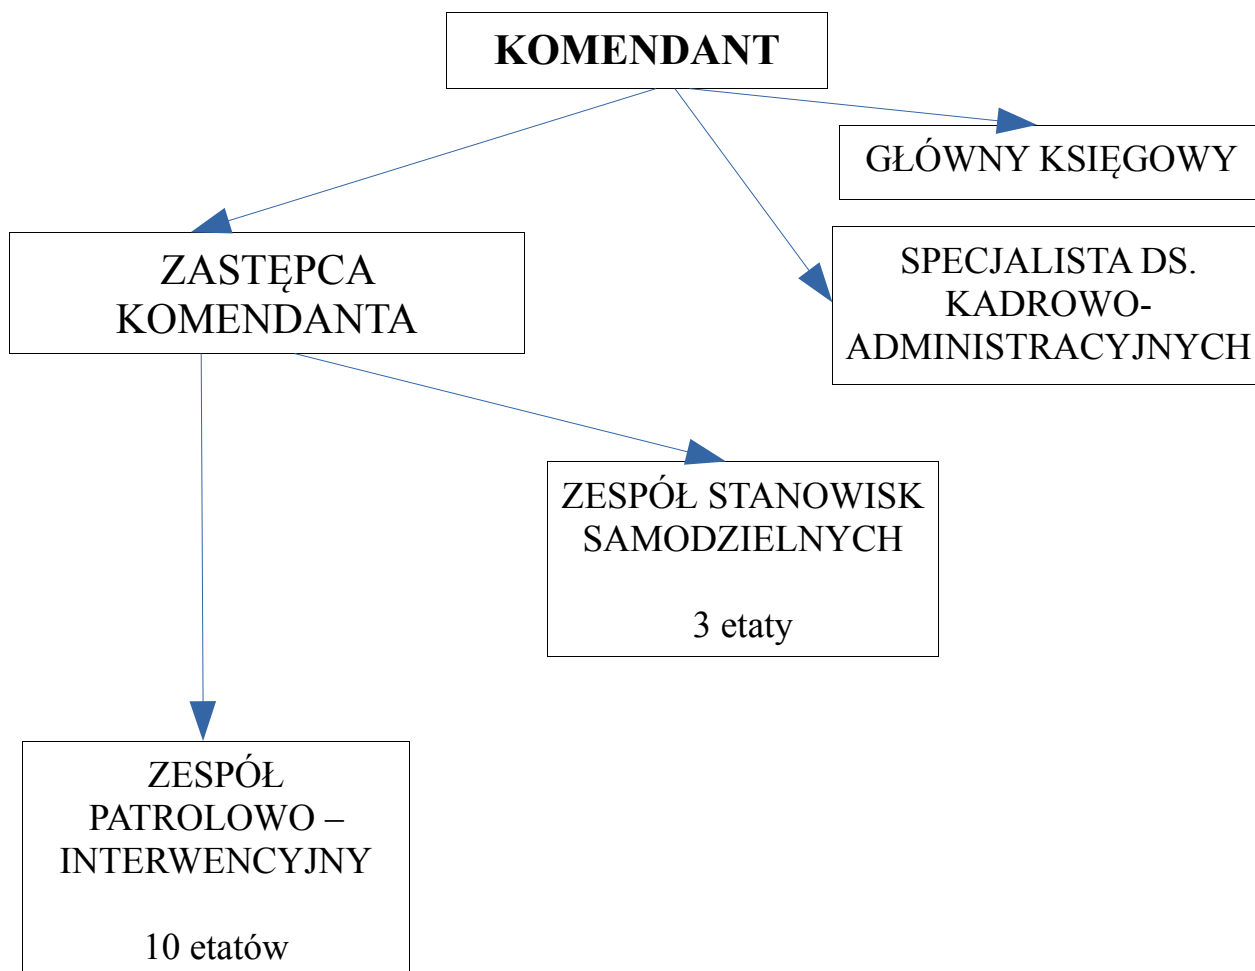 KOMENDANT
GŁÓWNY KSIĘGOWY
ZASTĘPCA
KOMENDANTA
SPECJALISTA DS.
KADROWO-
ADMINISTRACYJNYCH
ZESPÓŁ STANOWISK
SAMODZIELNYCH
3 etaty
ZESPÓŁ
PATROLOWO –
INTERWENCYJNY
10 etatów